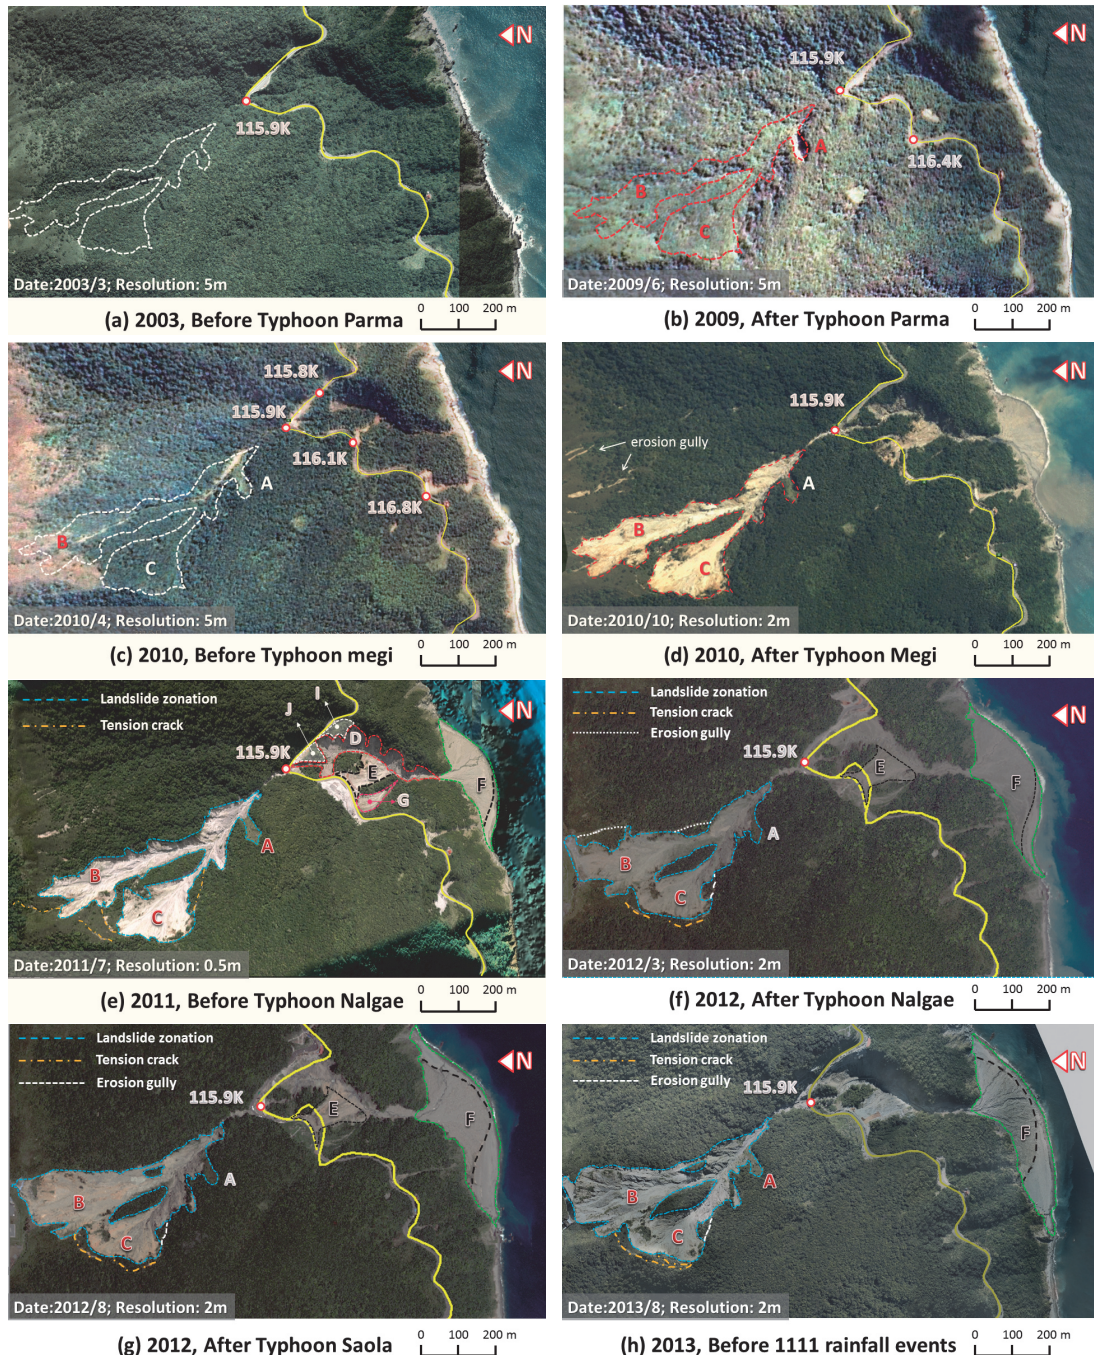 N
115.9K
Date:2003/3; Resolution: 5m
(a) 2003, Before Typhoon Parma
0 100 200 m
N
115.9K
A
116.4K
B
C
Date:2009/6; Resolution: 5m
(b) 2009, After Typhoon Parma
0 100 200 m
N
115.8K
115.9K
116.1K
A
116.8K
B
C
Date:2010/4; Resolution: 5m
(c) 2010, Before Typhoon megi
0 100 200 m
N
115.9K
erosion gully
A
B
C
Date:2010/10; Resolution: 2m
(d) 2010, After Typhoon Megi
0 100 200 m
Landslide zonation
Tension crack
N
I
J
D
115.9K
E
F
G
A
B
C
Date:2011/7; Resolution: 0.5m
(e) 2011, Before Typhoon Nalgae
0 100 200 m
Landslide zonation
Tension crack
Erosion gully
N
115.9K
E
F
A
B
C
Date:2012/3; Resolution: 2m
(f) 2012, After Typhoon Nalgae
0 100 200 m
Landslide zonation
Tension crack
Erosion gully
N
115.9K
E
F
A
B
C
Date:2012/8; Resolution: 2m
(g) 2012, After Typhoon Saola
0 100 200 m
Landslide zonation
Tension crack
Erosion gully
N
115.9K
F
A
B
C
Date:2013/8; Resolution: 2m
(h) 2013, Before 1111 rainfall events
0 100 200 m